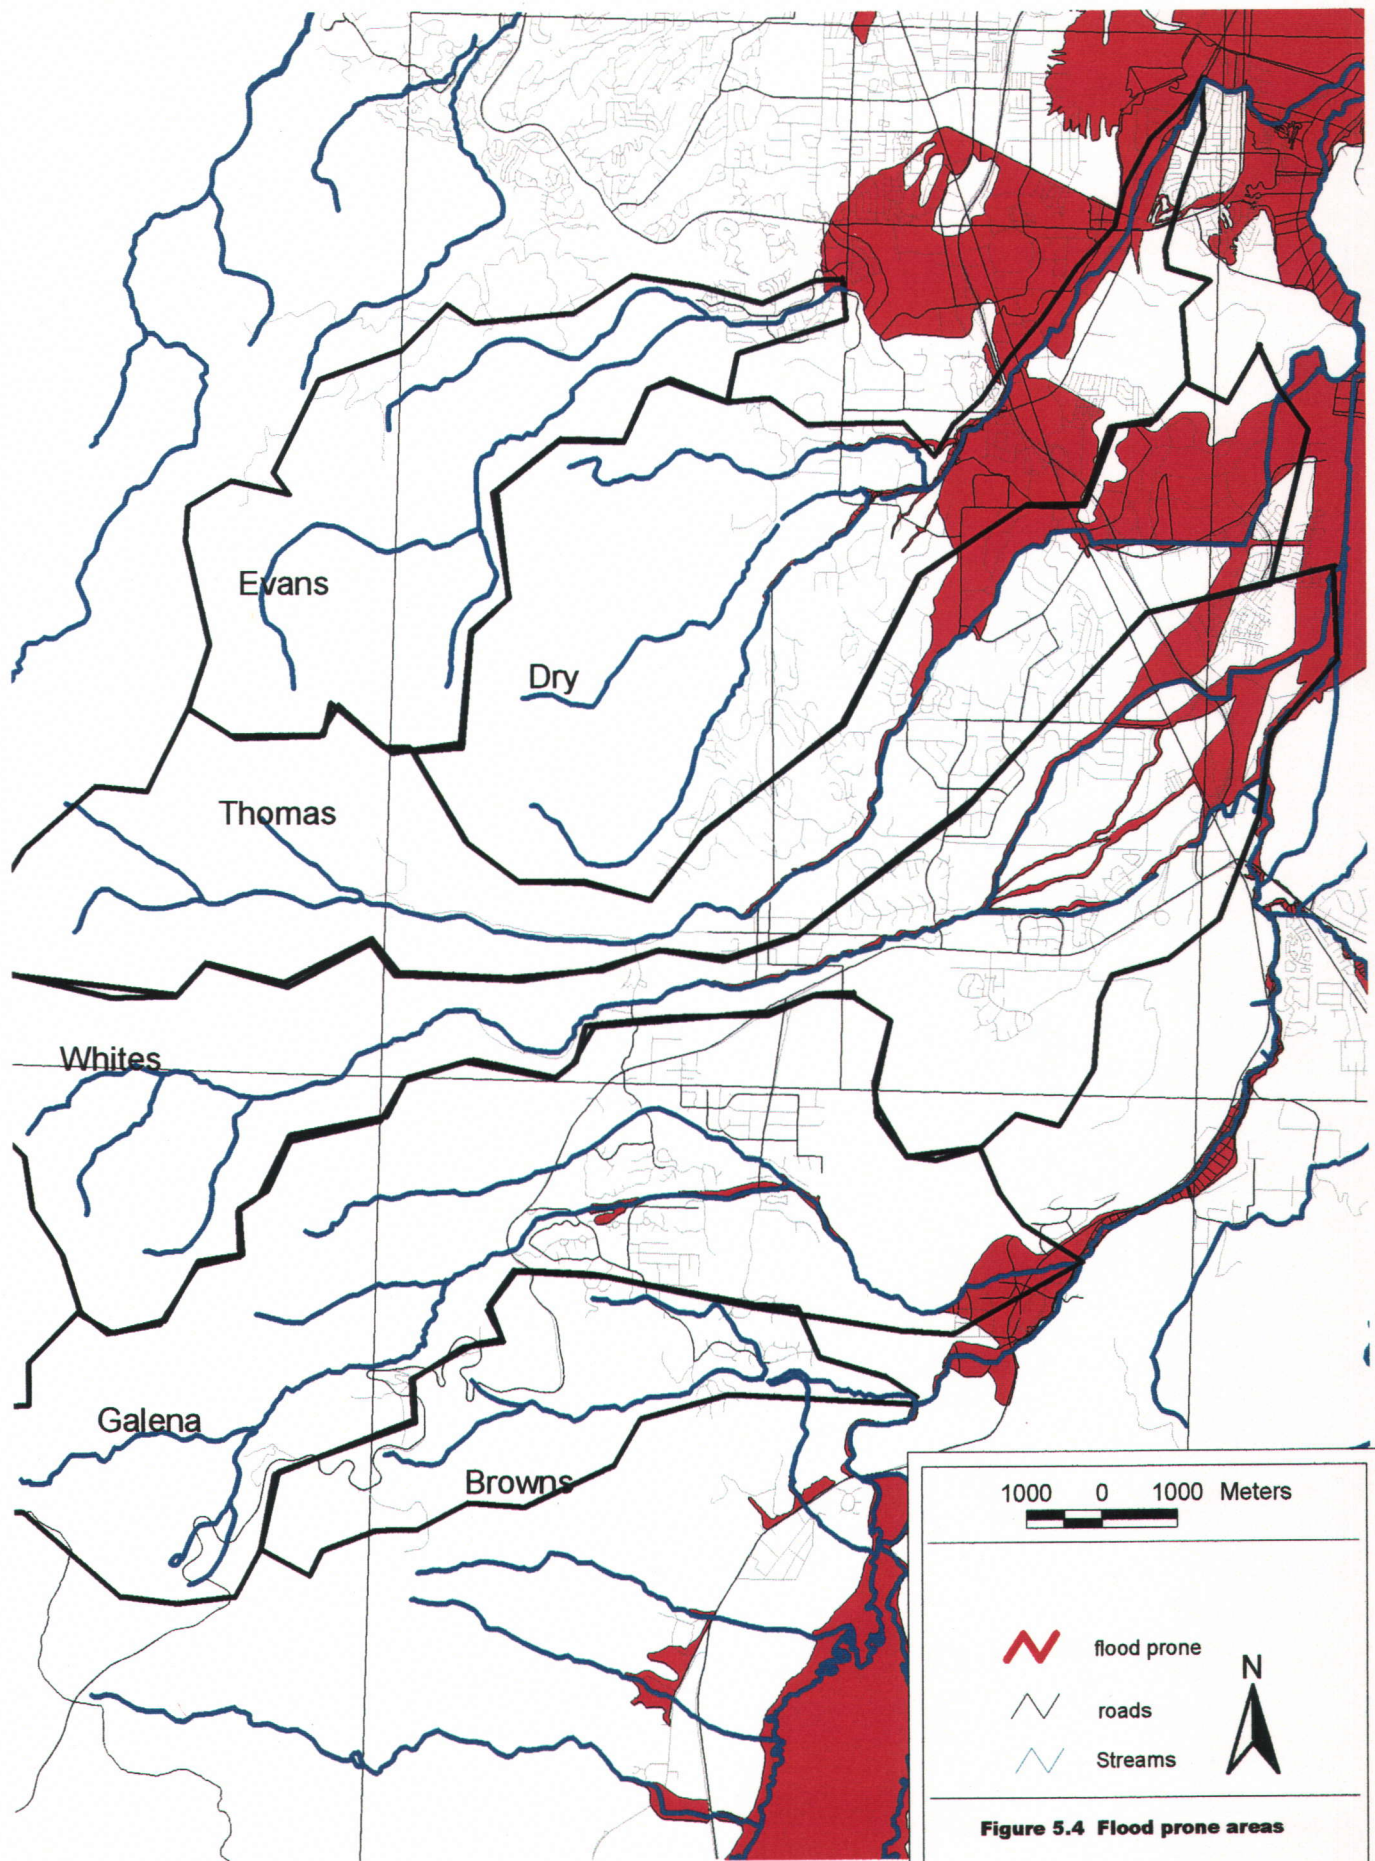 Evans
Dry
Thomas
Whites
Galena
Browns
1000 0 1000 Meters
flood prone
N
roads
Streams
Figure 5.4 Flood prone areas